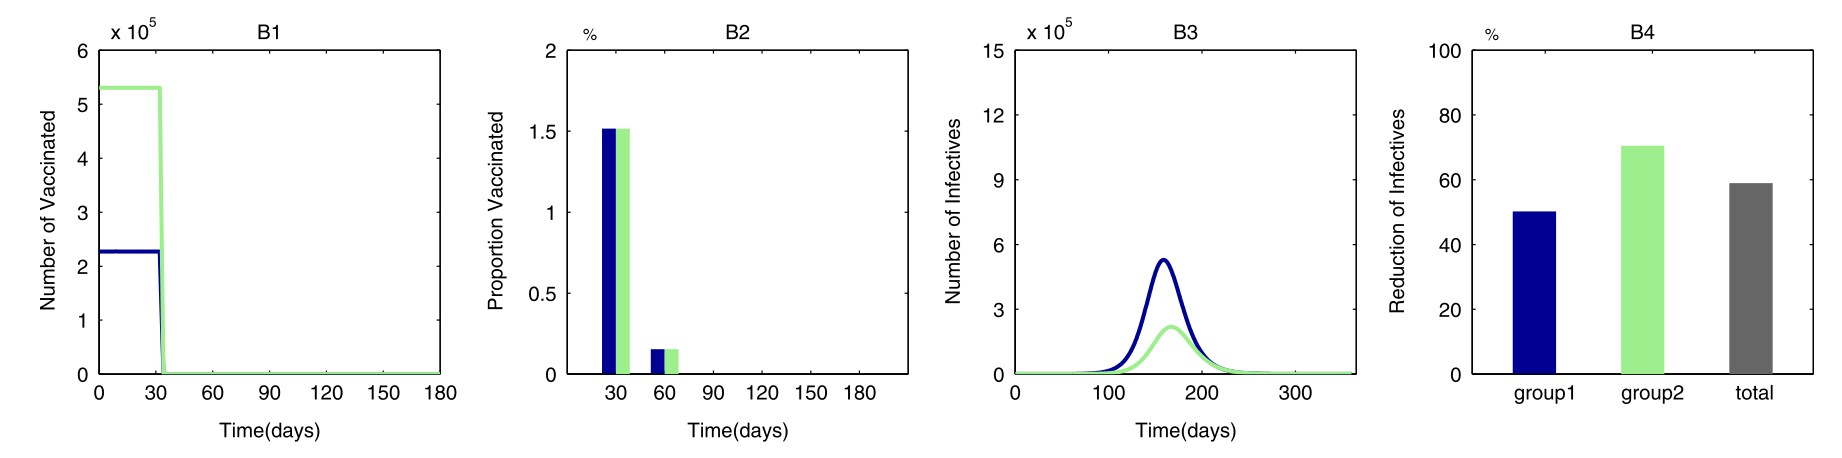 x 10^5
B1
6
5
4
3
2
1
0
Number of Vaccinated
0 30 60 90 120 150 180
Time(days)
%
B2
2
1.5
1
0.5
0
Proportion Vaccinated
30 60 90 120 150 180
Time(days)
x 10^5
B3
15
12
9
6
3
0
Number of Infectives
0 100 200 300
Time(days)
%
B4
100
80
60
40
20
0
Reduction of Infectives
group1 group2 total